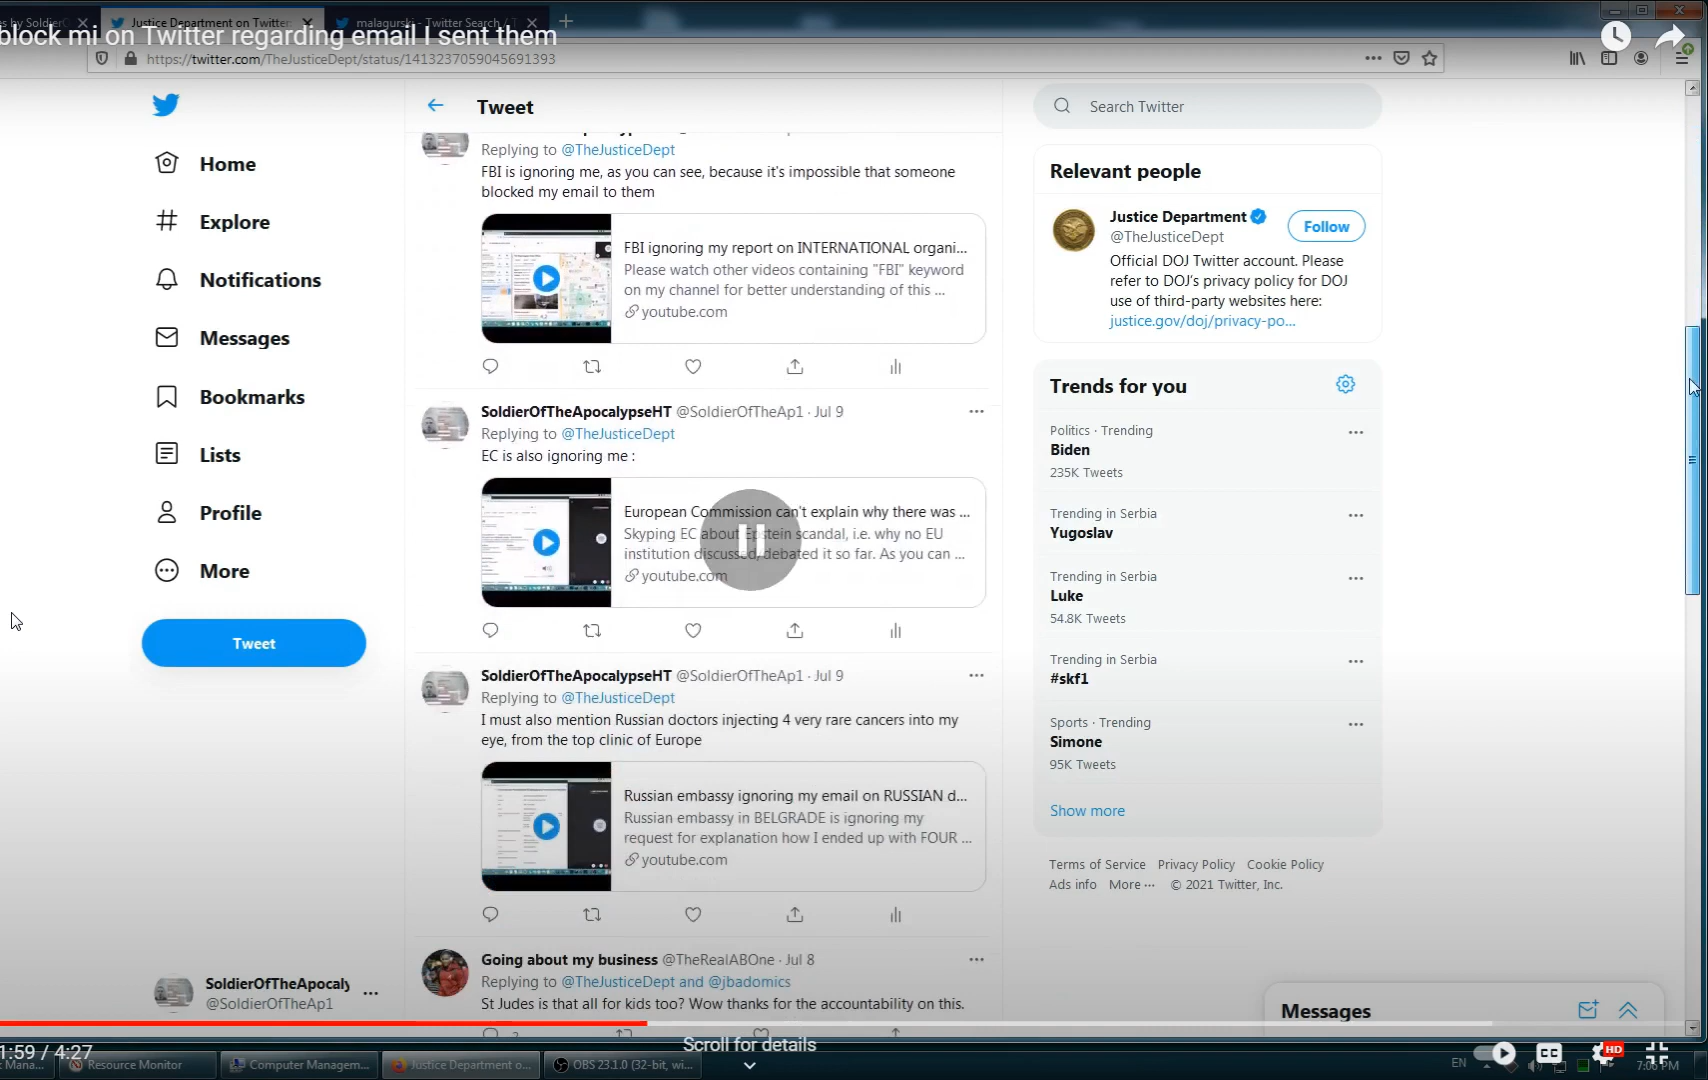 Justice Department on Twitter:
malagurski - Twitter Search /
block mi on Twitter regarding email I sent them
https://twitter.com/TheJusticeDept/status/1413237059045691393
Home
Explore
Notifications
Messages
Bookmarks
Lists
Profile
More
Tweet
SoldierOfTheApocaly
@SoldierOfTheAp1
Tweet
Replying to @TheJusticeDept
FBI is ignoring me, as you can see, because it's impossible that someone
blocked my email to them
FBI ignoring my report on INTERNATIONAL organi...
Please watch other videos containing "FBI" keyword
on my channel for better understanding of this ...
youtube.com
SoldierOfTheApocalypseHT @SoldierOfTheAp1 · Jul 9
Replying to @TheJusticeDept
EC is also ignoring me :
European Commission can't explain why there was ...
Skyping EC about Epstein scandal, i.e. why no EU
institution discussed, debated it so far. As you can ...
youtube.com
SoldierOfTheApocalypseHT @SoldierOfTheAp1 · Jul 9
Replying to @TheJusticeDept
I must also mention Russian doctors injecting 4 very rare cancers into my
eye, from the top clinic of Europe
Russian embassy ignoring my email on RUSSIAN d...
Russian embassy in BELGRADE is ignoring my
request for explanation how I ended up with FOUR ...
youtube.com
Going about my business @TheRealABOne · Jul 8
Replying to @TheJusticeDept and @jbadomics
St Judes is that all for kids too? Wow thanks for the accountability on this.
Search Twitter
Relevant people
Justice Department
@TheJusticeDept
Follow
Official DOJ Twitter account. Please
refer to DOJ's privacy policy for DOJ
use of third-party websites here:
justice.gov/doj/privacy-po...
Trends for you
Politics · Trending
Biden
235K Tweets
Trending in Serbia
Yugoslav
Trending in Serbia
Luke
54.8K Tweets
Trending in Serbia
#skf1
Sports · Trending
Simone
95K Tweets
Show more
Terms of Service Privacy Policy Cookie Policy
Ads info More ··· © 2021 Twitter, Inc.
Messages
Scroll for details
1:59 / 4:27
Resource Monitor
Computer Managem...
Justice Department o...
OBS 23.1.0 (32-bit, wi...
EN
CC
HD
7:06 PM